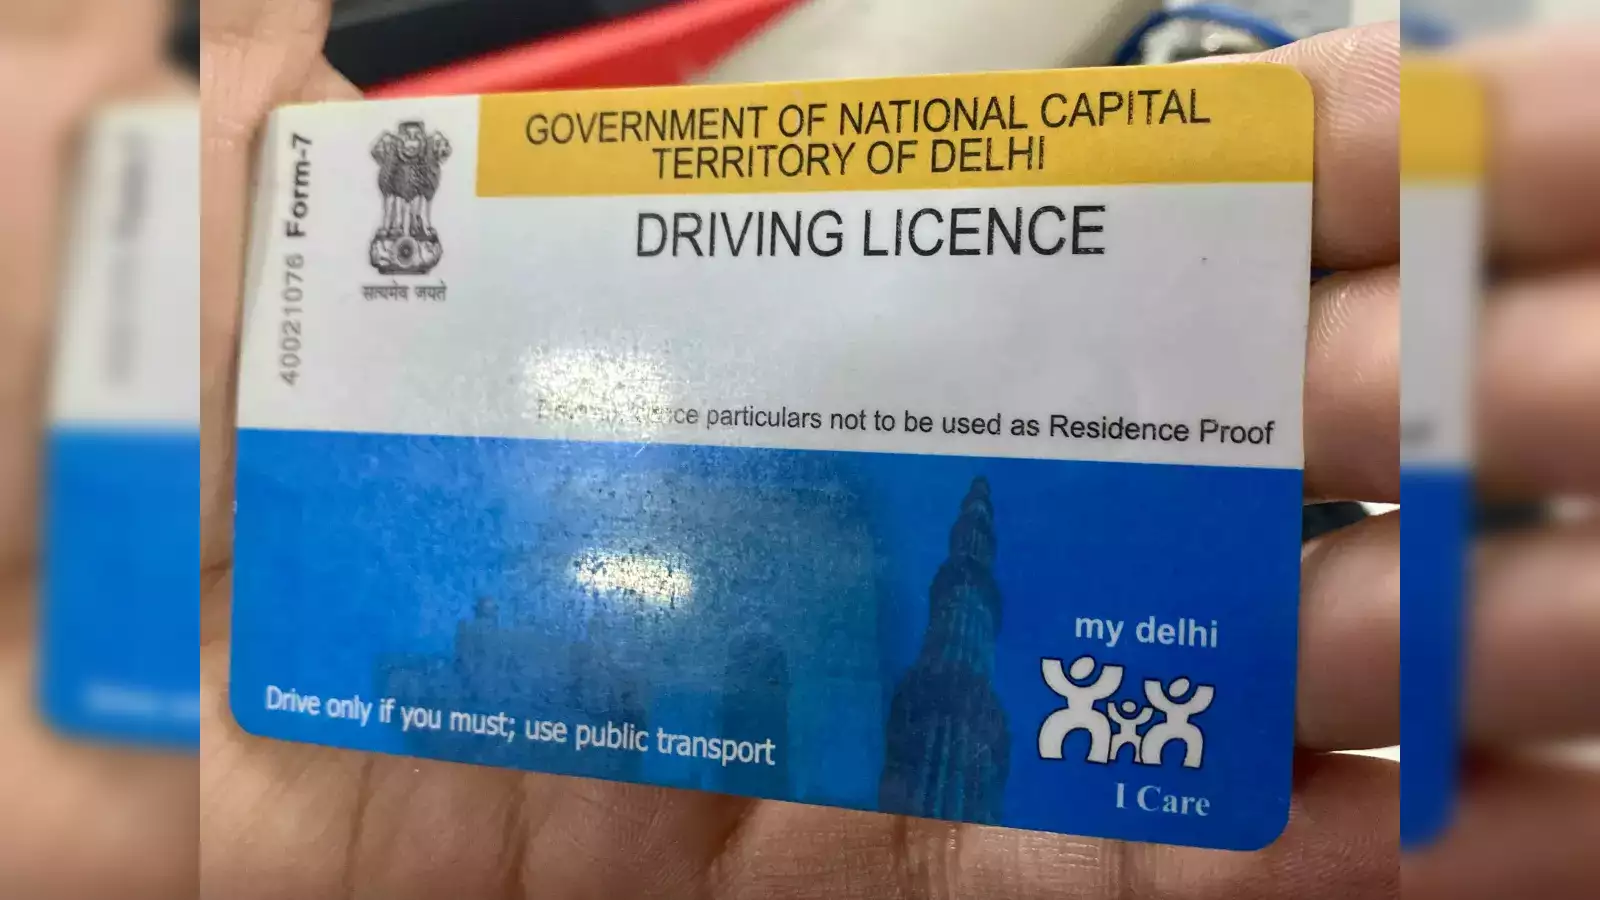 GOVERNMENT OF NATIONAL CAPITAL
TERRITORY OF DELHI
Form-7
40021076
सत्यमेव जयते
DRIVING LICENCE
particulars not to be used as Residence Proof
my delhi
I Care
Drive only if you must; use public transport